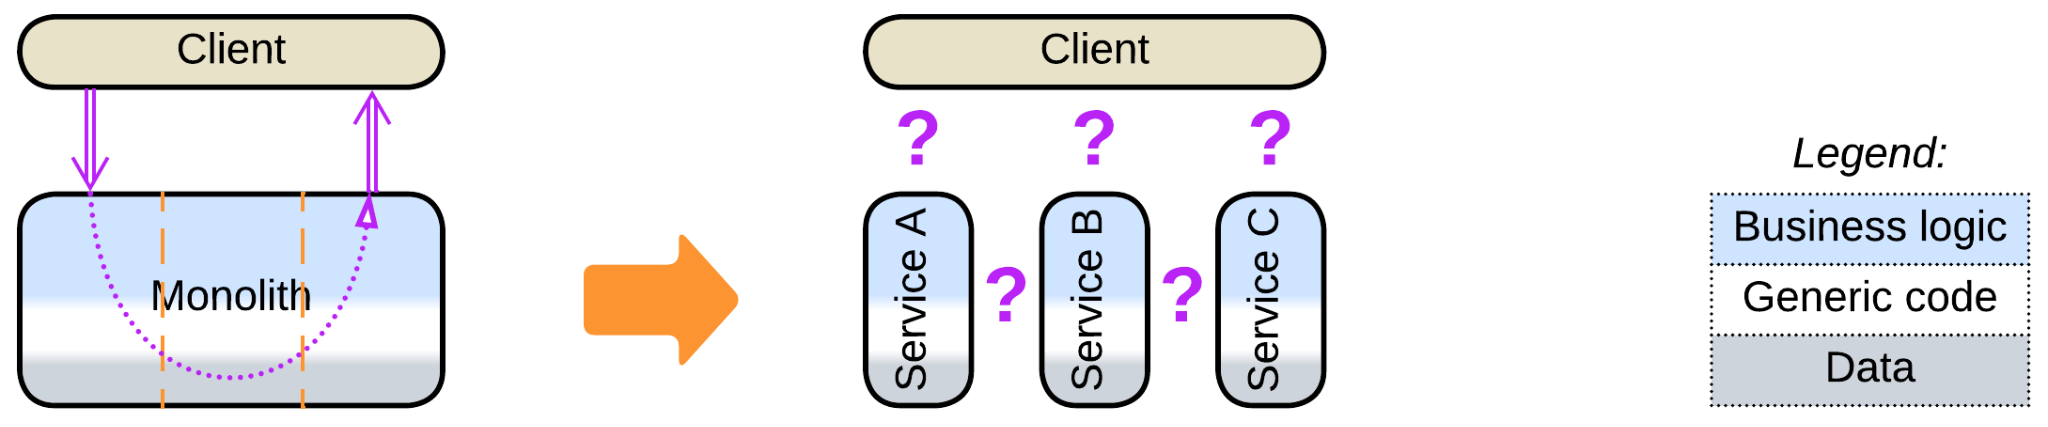 Client
Monolith
Client
? ? ?
Service A
?
Service B
?
Service C
Legend:
Business logic
Generic code
Data